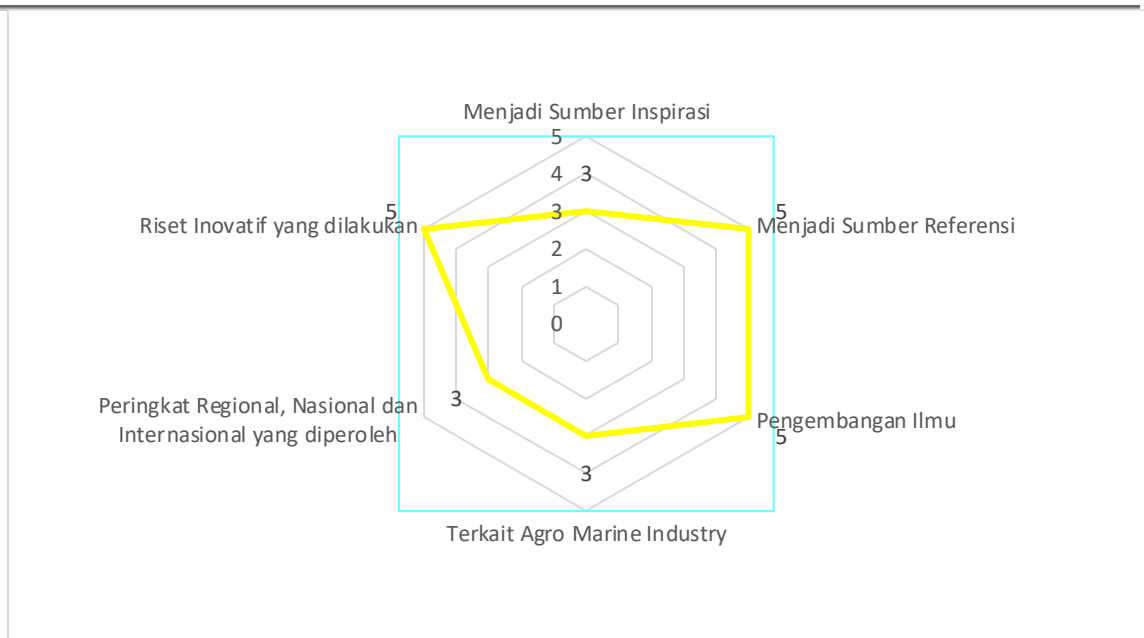 Menjadi Sumber Inspirasi
5
4 3
5 3 5
Riset Inovatif yang dilakukan Menjadi Sumber Referensi
2
1
0
Peringkat Regional, Nasional dan
3
Internasional yang diperoleh
Pengembangan Ilmu
5
3
Terkait Agro Marine Industry